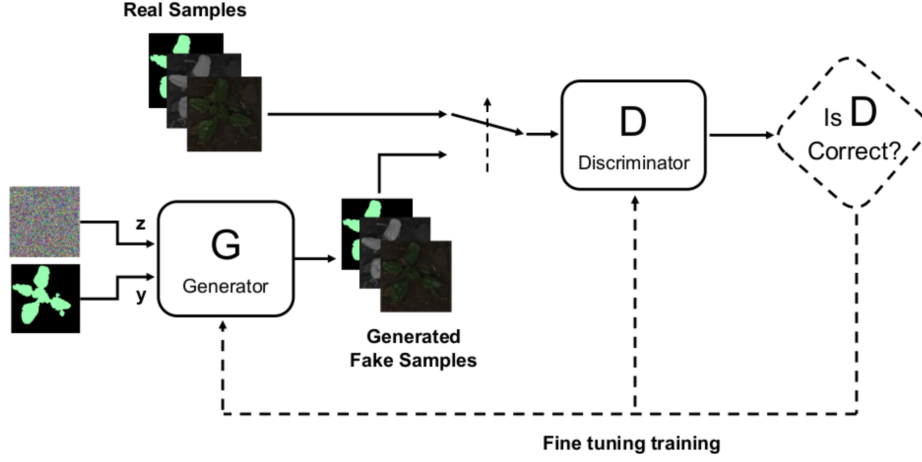 Real Samples
D
Discriminator
Is D
Correct?
z
G
Generator
y
Generated
Fake Samples
Fine tuning training